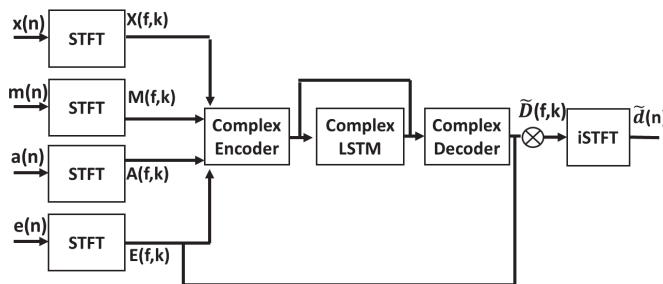 x(n)
STFT
X(f,k)
m(n)
STFT
M(f,k)
a(n)
STFT
A(f,k)
e(n)
STFT
E(f,k)
Complex
Encoder
Complex
LSTM
Complex
Decoder
D̃(f,k)
iSTFT
d̃(n)